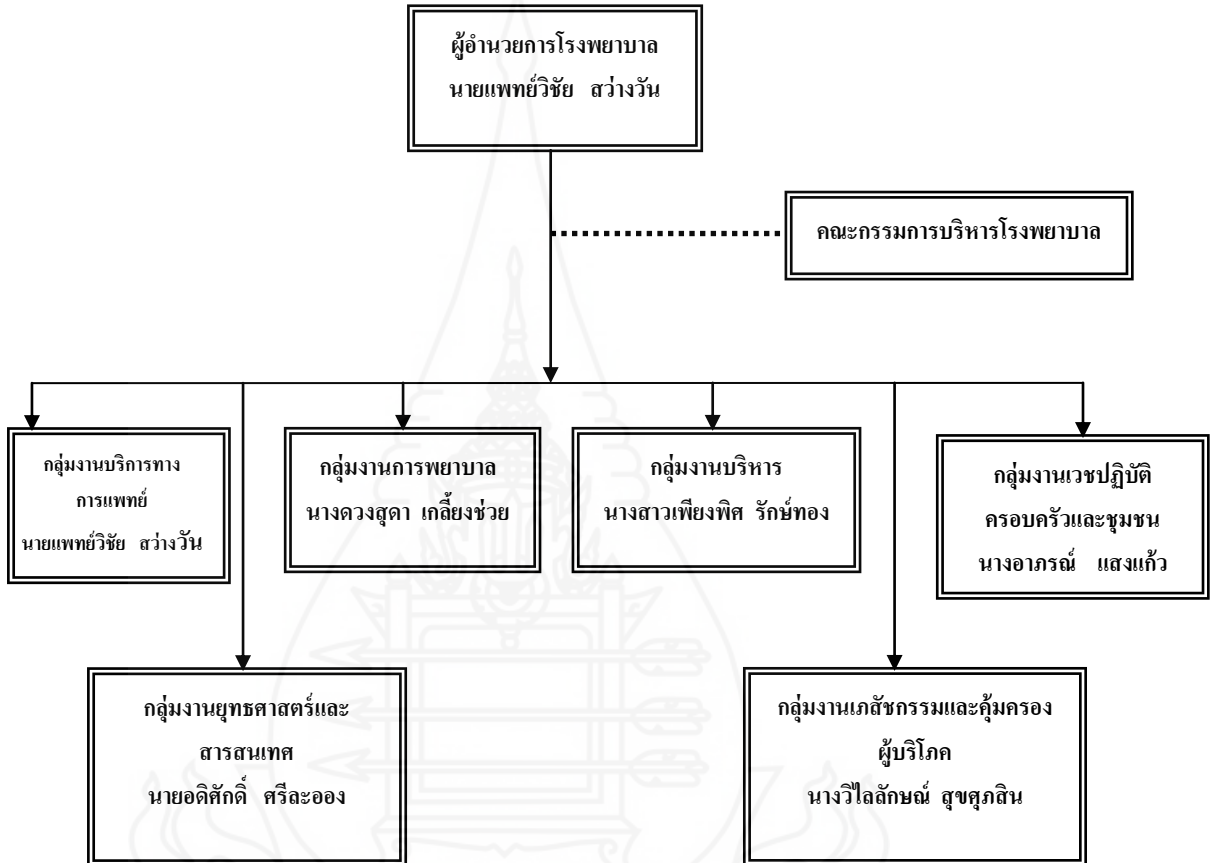 ผู้อำนวยการโรงพยาบาล
นายแพทย์วิชัย สว่างวัน
คณะกรรมการบริหารโรงพยาบาล
กลุ่มงานบริการทาง
การแพทย์
นายแพทย์วิชัย สว่างวัน
กลุ่มงานการพยาบาล
นางดวงสุดา เกลี้ยงช่วย
กลุ่มงานบริหาร
นางสาวเพียงพิศ รักษ์ทอง
กลุ่มงานเวชปฏิบัติ
ครอบครัวและชุมชน
นางอาภรณ์ แสงแก้ว
กลุ่มงานยุทธศาสตร์และ
สารสนเทศ
นายอดิศักดิ์ ศรีละออง
กลุ่มงานเภสัชกรรมและคุ้มครอง
ผู้บริโภค
นางวิไลลักษณ์ สุขศุภสิน